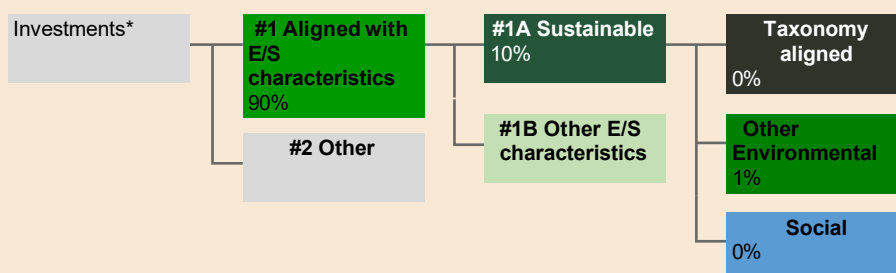 Investments*
#1 Aligned with
E/S
characteristics
90%
#2 Other
#1A Sustainable
10%
#1B Other E/S
characteristics
Taxonomy
aligned
0%
Other
Environmental
1%
Social
0%